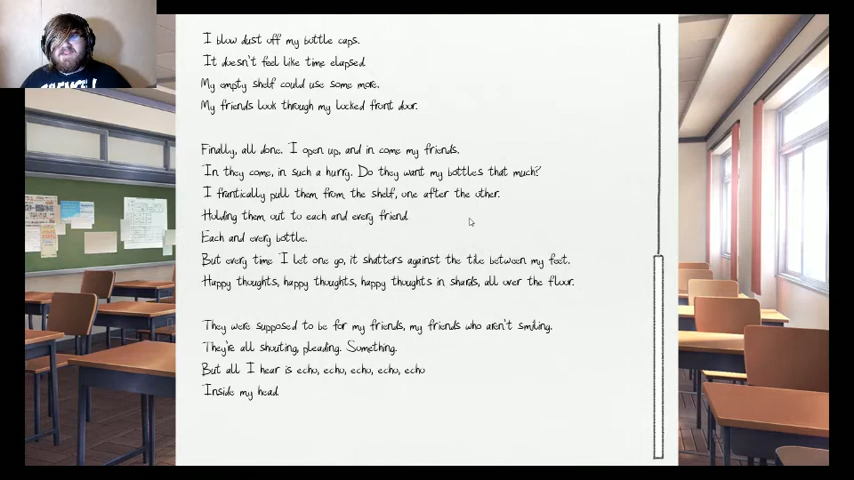 I blow dust off my bottle caps.
It doesn't feel like time elapsed.
My empty shelf could use some more.
My friends look through my locked front door.
Finally, all done. I open up, and in come my friends.
In they come, in such a hurry. Do they want my bottles that much?
I frantically pull them from the shelf, one after the other.
Holding them out to each and every friend.
Each and every bottle.
But every time I let one go, it shatters against the tile between my feet.
Happy thoughts, happy thoughts, happy thoughts in shards, all over the floor.
They were supposed to be for my friends, my friends who aren't smiling.
They're all shouting, pleading. Something.
But all I hear is echo, echo, echo, echo, echo
Inside my head.